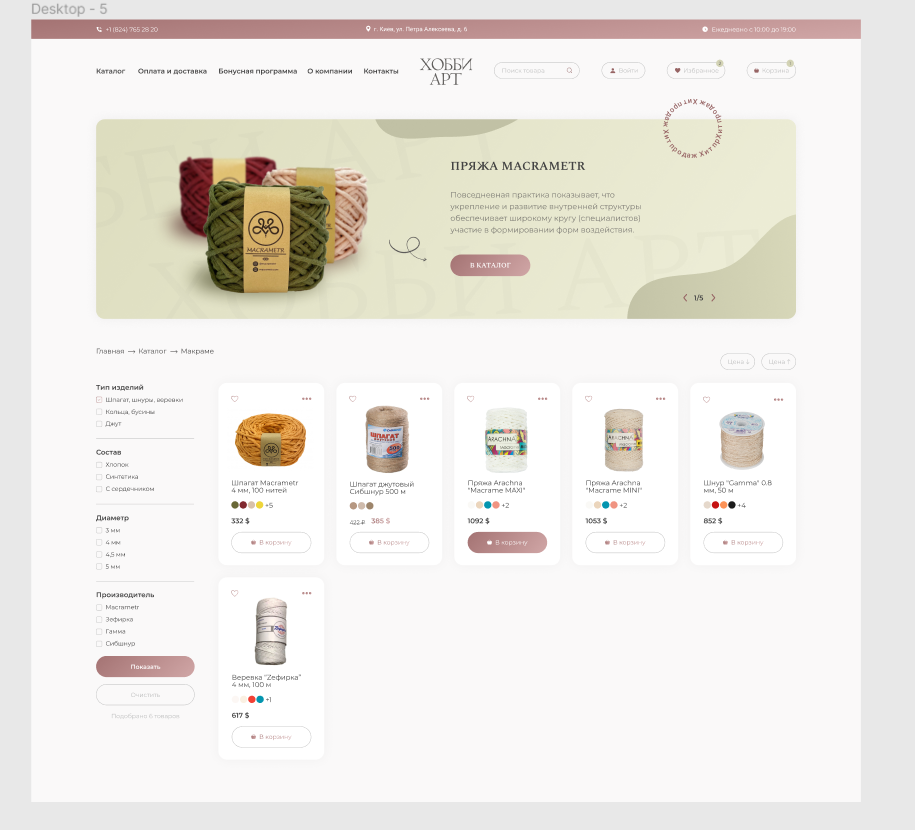 Desktop - 5
+1 (824) 765 28 20
г. Киев, ул. Петра Алексеева, д. 6
Ежедневно с 10:00 до 19:00
Каталог Оплата и доставка Бонусная программа О компании Контакты
ХОББИ
АРТ
Поиск товара
Войти
Избранное
Корзина
Хит продаж Хит продаж Хит пр
ПРЯЖА MACRAMETR
Повседневная практика показывает, что
укрепление и развитие внутренней структуры
обеспечивает широкому кругу (специалистов)
участие в формировании форм воздействия.
В КАТАЛОГ
1/5
MACRAMETR
Главная → Каталог → Макраме
Цена ↓
Цена ↑
Тип изделий
Шпагат, шнуры, веревки
Кольца, бусины
Джут
Состав
Хлопок
Синтетика
С сердечником
Диаметр
3 мм
4 мм
4,5 мм
5 мм
Производитель
Macrametr
Зефирка
Гамма
Сибшнур
Показать
Очистить
Подобрано 6 товаров
Шпагат Macrametr
4 мм, 100 нитей
+5
332 $
В корзину
ШПАГАТ
Шпагат джутовый
Сибшнур 500 м
422 ₽ 385 $
В корзину
ARACHNA
Пряжа Arachna
"Macrame MAXI"
+2
1092 $
В корзину
ARACHNA
Пряжа Arachna
"Macrame MINI"
+2
1053 $
В корзину
Шнур "Gamma" 0.8
мм, 50 м
+4
852 $
В корзину
Веревка "Zефирка"
4 мм, 100 м
+1
617 $
В корзину